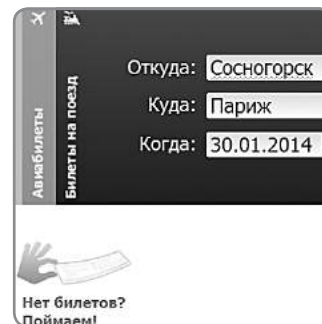 Авиабилеты
Билеты на поезд
Откуда: Сосногорск
Куда: Париж
Когда: 30.01.2014
Нет билетов?
Поймаем!